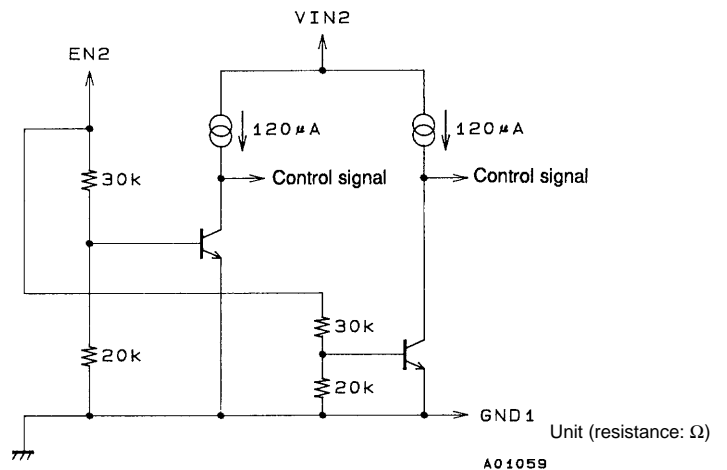 VIN2
EN2
120μA
120μA
Control signal
Control signal
30k
20k
30k
20k
GND1
Unit (resistance: Ω)
A01059